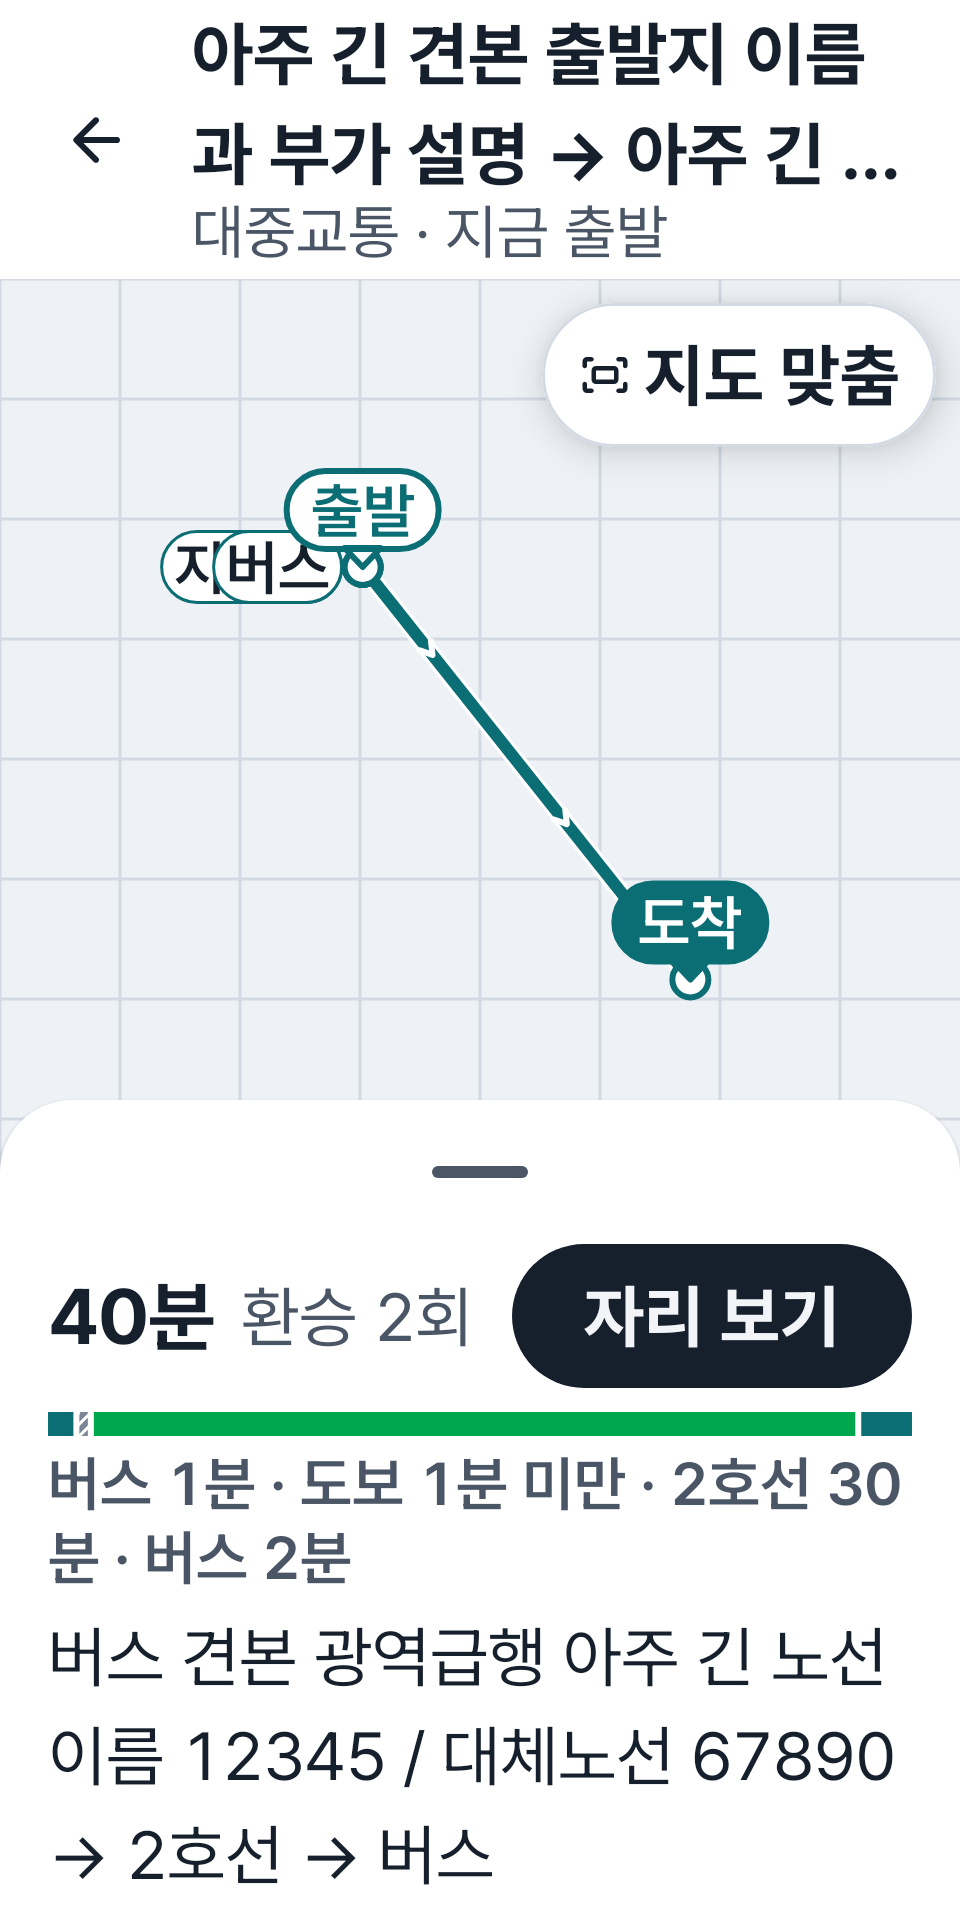 아주 긴 견본 출발지 이름
과 부가 설명 → 아주 긴 ...
대중교통 · 지금 출발
지도 맞춤
출발
버스
도착
40분 환승 2회
자리 보기
버스 1분 · 도보 1분 미만 · 2호선 30
분 · 버스 2분
버스 견본 광역급행 아주 긴 노선
이름 12345 / 대체노선 67890
→ 2호선 → 버스